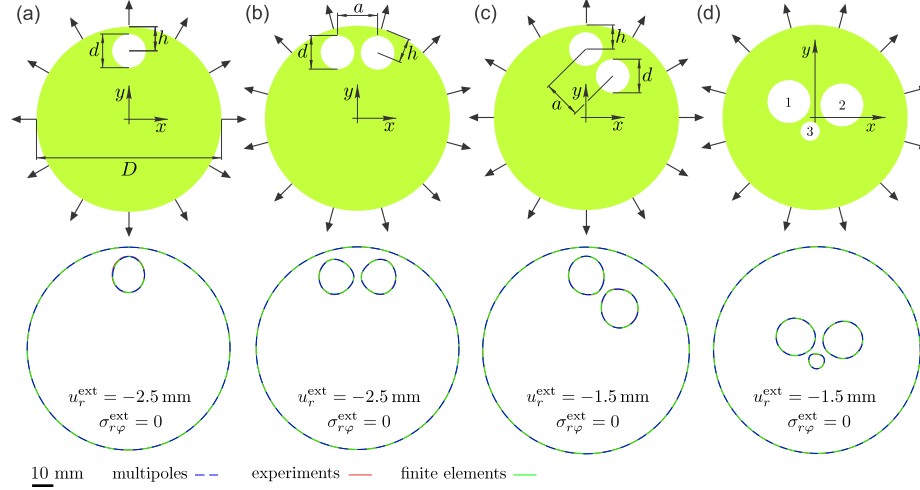 (a)
(b)
(c)
(d)
d
h
y
x
D
a
d
h
y
x
h
d
y
a
x
y
1
2
3
x
u_r^ext = −2.5 mm
σ_rφ^ext = 0
u_r^ext = −2.5 mm
σ_rφ^ext = 0
u_r^ext = −1.5 mm
σ_rφ^ext = 0
u_r^ext = −1.5 mm
σ_rφ^ext = 0
10 mm multipoles experiments finite elements